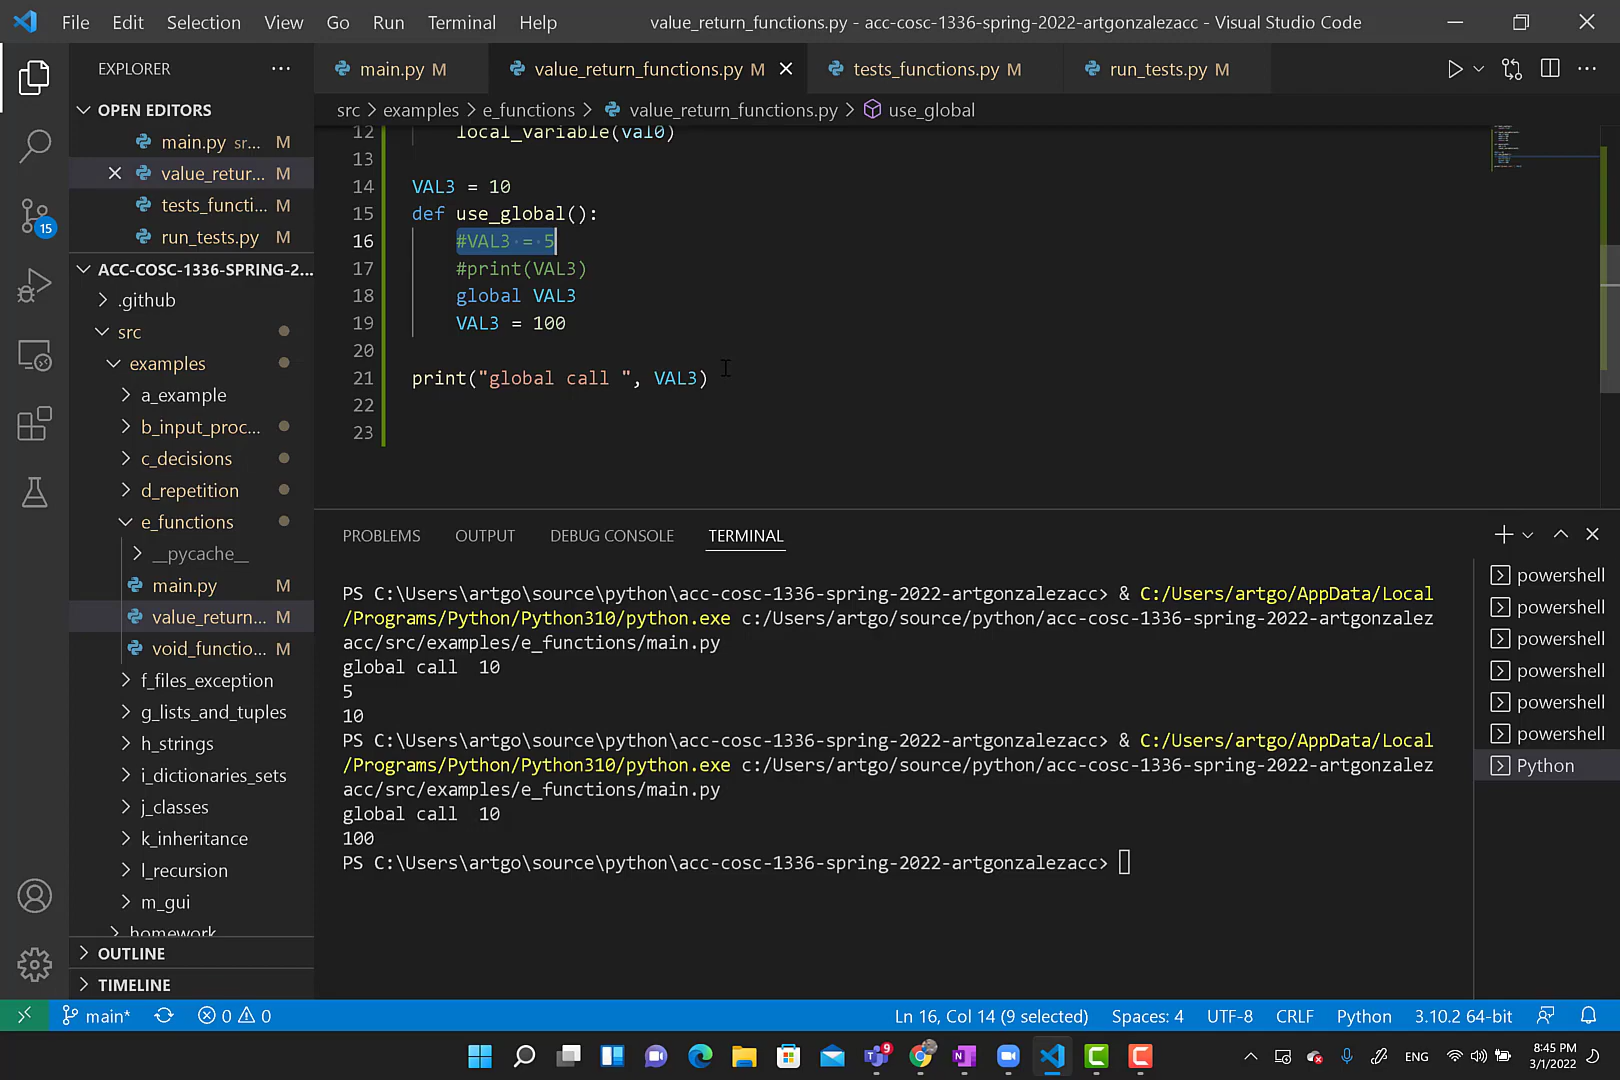 File Edit Selection View Go Run Terminal Help value_return_functions.py - acc-cosc-1336-spring-2022-artgonzalezacc - Visual Studio Code
EXPLORER
main.py M
value_return_functions.py M
tests_functions.py M
run_tests.py M
OPEN EDITORS
main.py sr... M
value_retur... M
tests_functi... M
run_tests.py M
ACC-COSC-1336-SPRING-2...
.github
src
examples
a_example
b_input_proc...
c_decisions
d_repetition
e_functions
__pycache__
main.py M
value_return... M
void_functio... M
f_files_exception
g_lists_and_tuples
h_strings
i_dictionaries_sets
j_classes
k_inheritance
l_recursion
m_gui
homework
OUTLINE
TIMELINE
15
src > examples > e_functions > value_return_functions.py > use_global
12 local_variable(val0)
13
14 VAL3 = 10
15 def use_global():
16 #VAL3 = 5
17 #print(VAL3)
18 global VAL3
19 VAL3 = 100
20
21 print("global call ", VAL3)
22
23
PROBLEMS OUTPUT DEBUG CONSOLE TERMINAL
PS C:\Users\artgo\source\python\acc-cosc-1336-spring-2022-artgonzalezacc> & C:/Users/artgo/AppData/Local
/Programs/Python/Python310/python.exe c:/Users/artgo/source/python/acc-cosc-1336-spring-2022-artgonzalez
acc/src/examples/e_functions/main.py
global call  10
5
10
PS C:\Users\artgo\source\python\acc-cosc-1336-spring-2022-artgonzalezacc> & C:/Users/artgo/AppData/Local
/Programs/Python/Python310/python.exe c:/Users/artgo/source/python/acc-cosc-1336-spring-2022-artgonzalez
acc/src/examples/e_functions/main.py
global call  10
100
PS C:\Users\artgo\source\python\acc-cosc-1336-spring-2022-artgonzalezacc>
powershell
powershell
powershell
powershell
powershell
powershell
Python
main* 0 0 Ln 16, Col 14 (9 selected) Spaces: 4 UTF-8 CRLF Python 3.10.2 64-bit
9
ENG
8:45 PM
3/1/2022